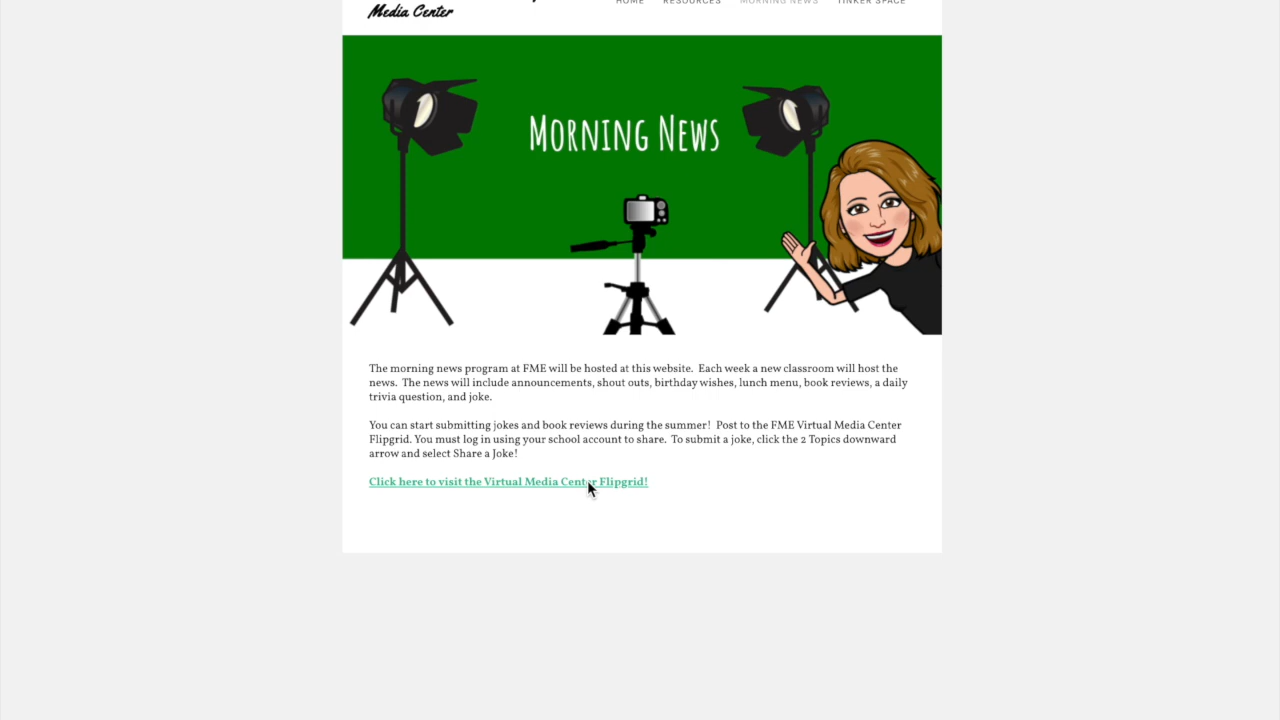 Media Center
HOME RESOURCES MORNING NEWS TINKER SPACE
MORNING NEWS
The morning news program at FME will be hosted at this website.  Each week a new classroom will host the
news.  The news will include announcements, shout outs, birthday wishes, lunch menu, book reviews, a daily
trivia question, and joke.
You can start submitting jokes and book reviews during the summer!  Post to the FME Virtual Media Center
Flipgrid. You must log in using your school account to share.  To submit a joke, click the 2 Topics downward
arrow and select Share a Joke!
Click here to visit the Virtual Media Center Flipgrid!